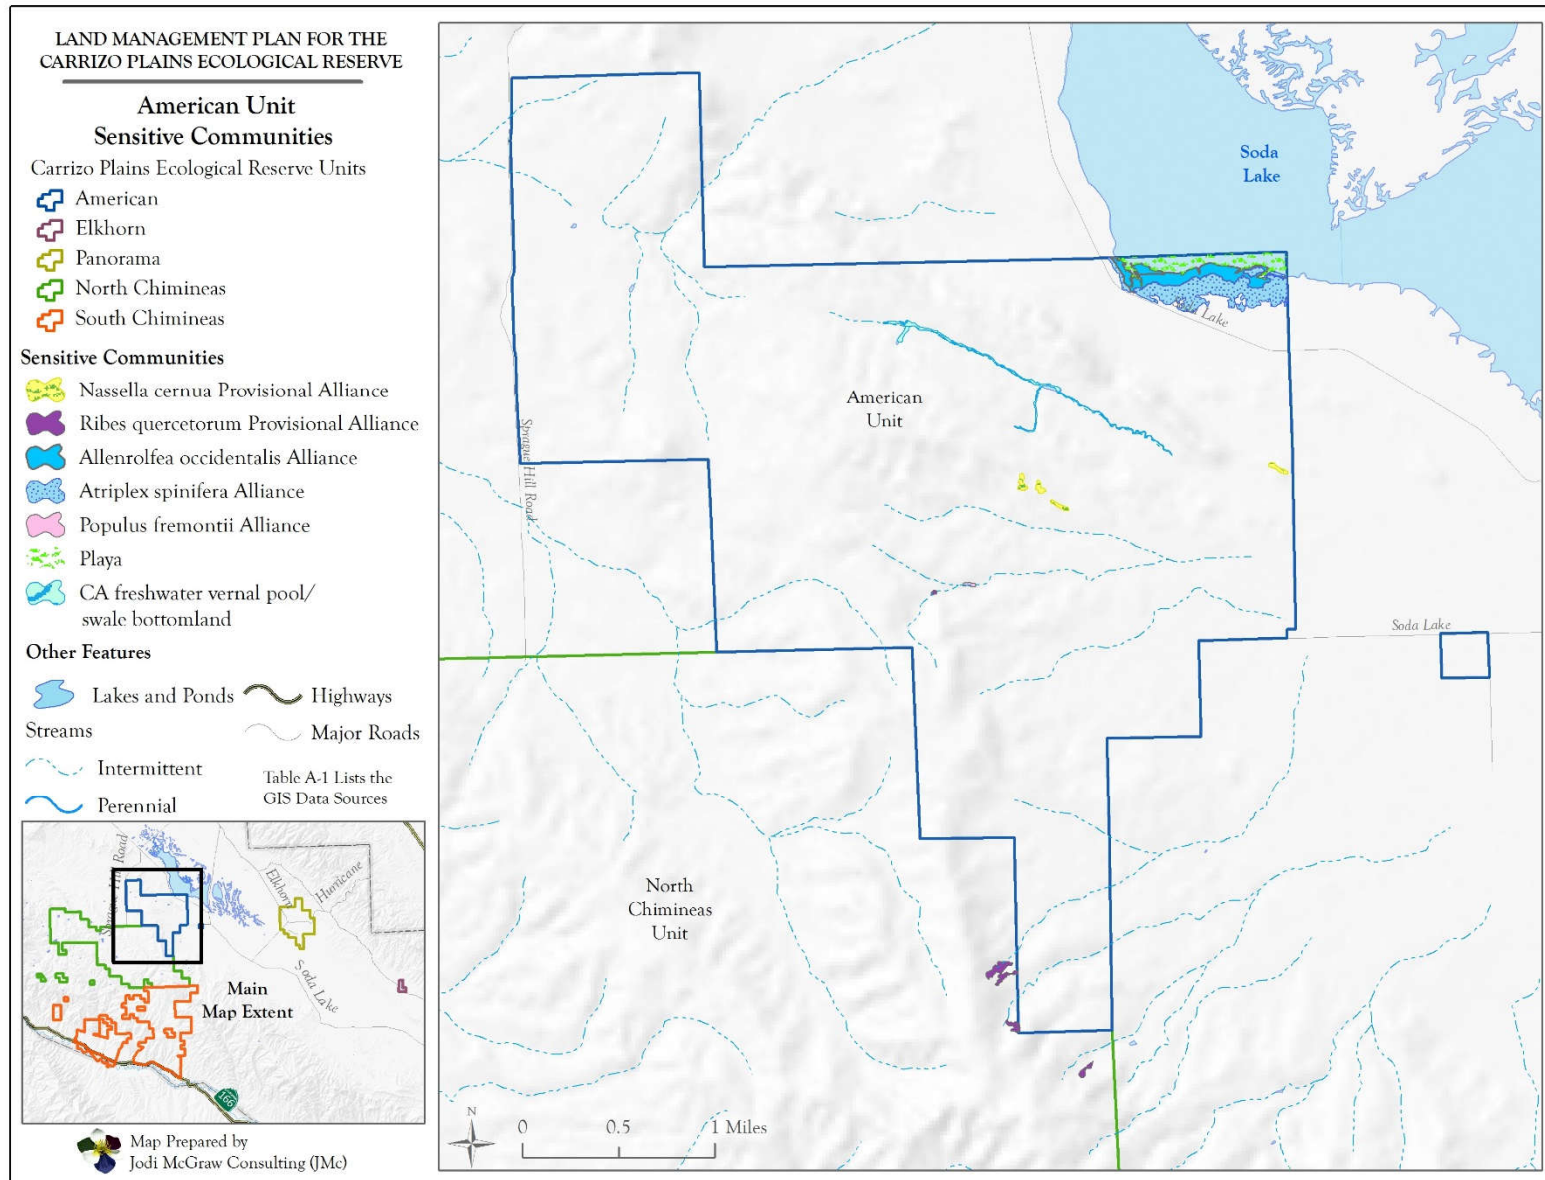 LAND MANAGEMENT PLAN FOR THE
CARRIZO PLAINS ECOLOGICAL RESERVE
American Unit
Sensitive Communities
Carrizo Plains Ecological Reserve Units
American
Elkhorn
Panorama
North Chimineas
South Chimineas
Sensitive Communities
Nassella cernua Provisional Alliance
Ribes quercetorum Provisional Alliance
Allenrolfea occidentalis Alliance
Atriplex spinifera Alliance
Populus fremontii Alliance
Playa
CA freshwater vernal pool/
swale bottomland
Other Features
Lakes and Ponds
Highways
Streams
Major Roads
Intermittent
Perennial
Table A-1 Lists the
GIS Data Sources
Sprague Hill Road
Elkhorn
Hurricane
Soda Lake
Main
Map Extent
166
Map Prepared by
Jodi McGraw Consulting (JMc)
Soda
Lake
Lake
American
Unit
Sprague Hill Road
Soda Lake
North
Chimineas
Unit
N
0 0.5 1 Miles